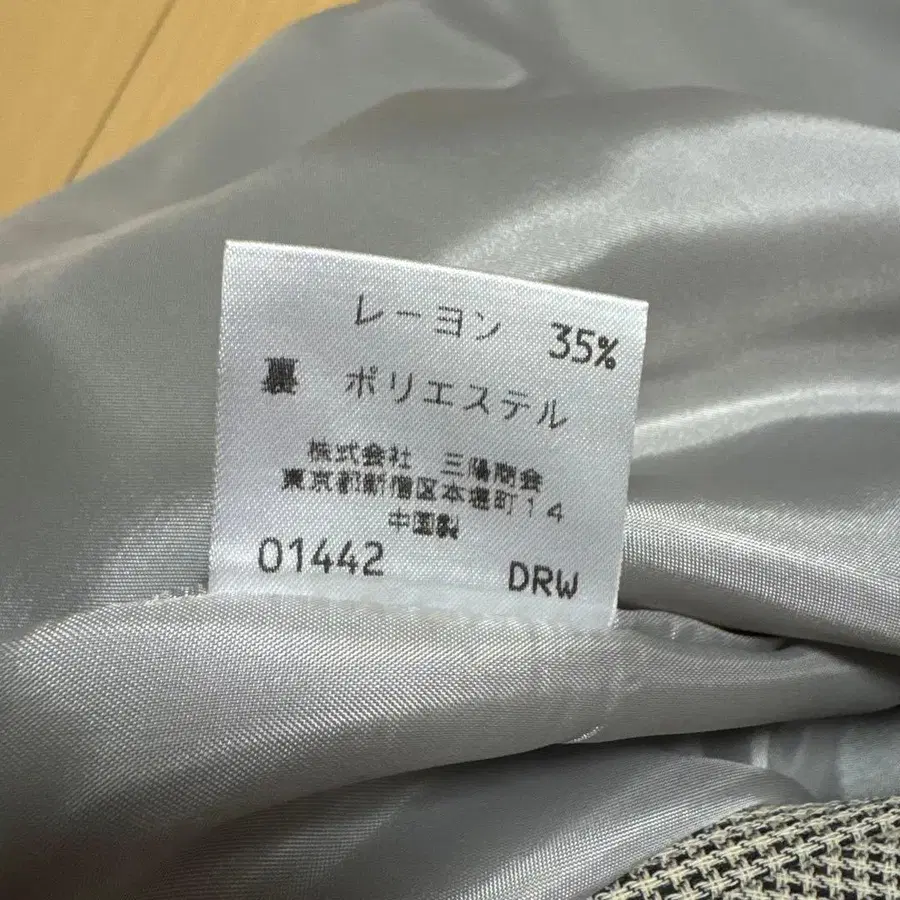 レーヨン 35%
裏 ポリエステル
株式会社 三陽商会
東京都新宿区本塩町14
中国製
01442 DRW